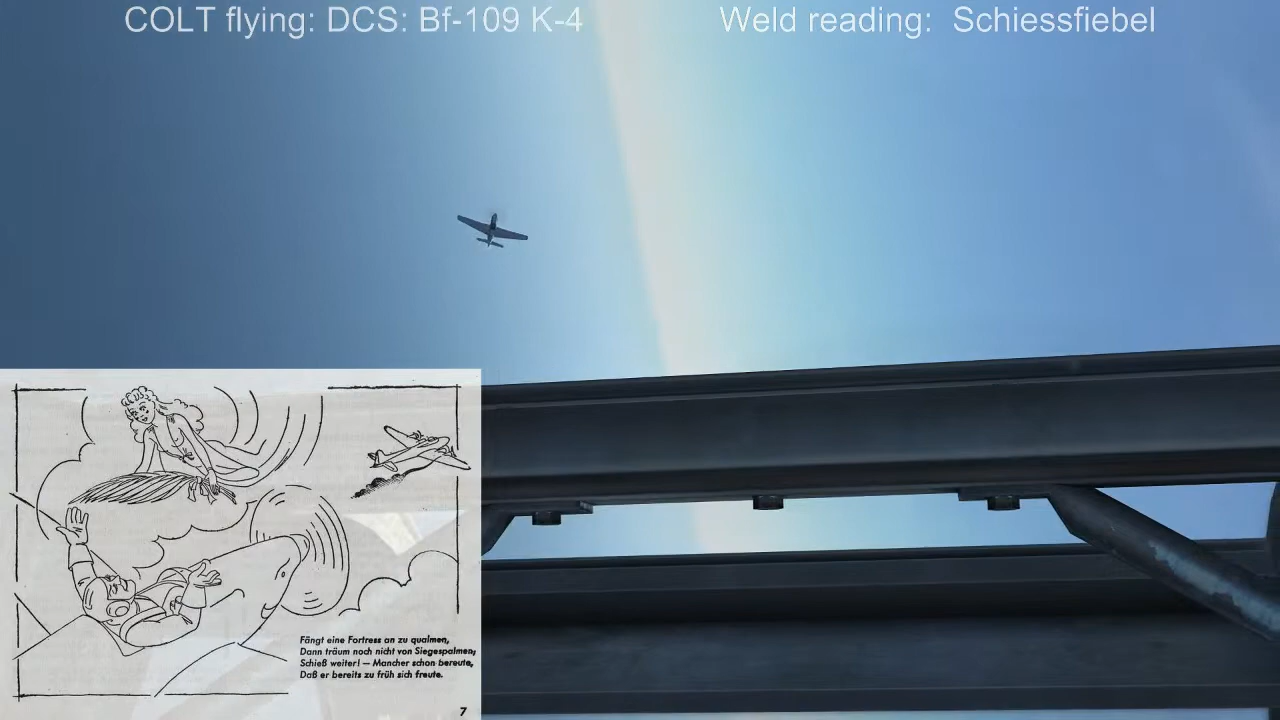 COLT flying: DCS: Bf-109 K-4 Weld reading: Schiessfiebel
Fängt eine Fortress an zu qualmen,
Dann träum noch nicht von Siegespalmen,
Schieß weiter! — Mancher schon bereute,
Daß er bereits zu früh sich freute.
7